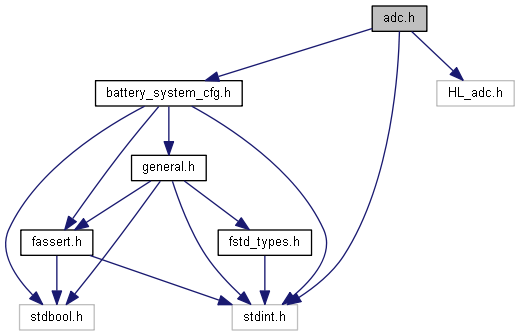 adc.h
battery_system_cfg.h
HL_adc.h
general.h
fassert.h
fstd_types.h
stdbool.h
stdint.h